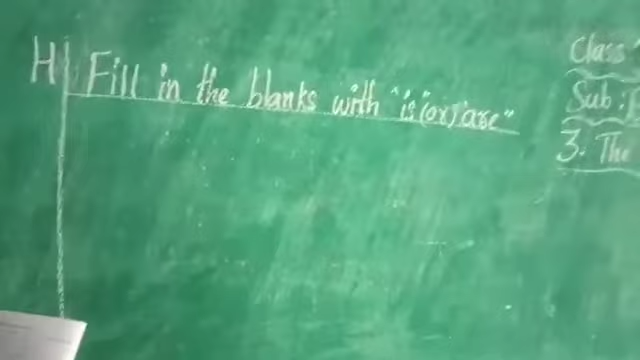 H) Fill in the blanks with "is (or) are"
Class
Sub :
3. The